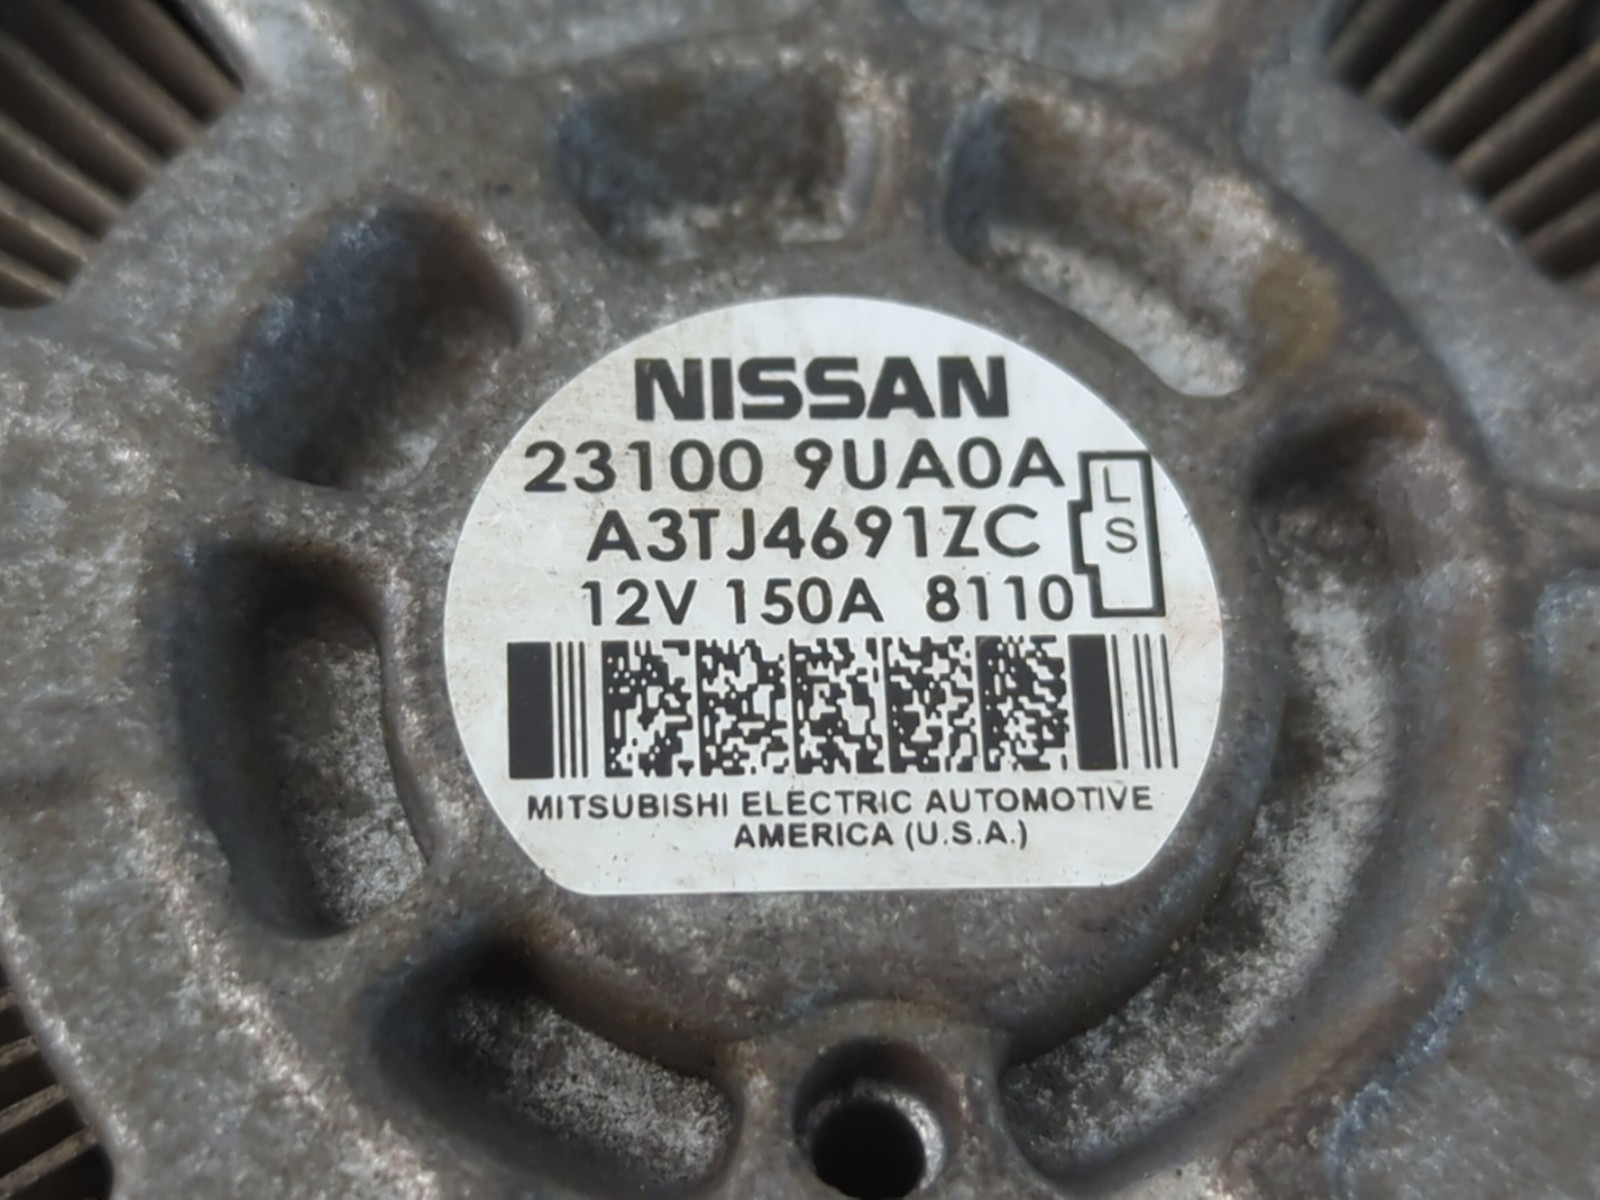 NISSAN
23100 9UA0A
L
A3TJ4691ZC
S
12V 150A 8110
MITSUBISHI ELECTRIC AUTOMOTIVE
AMERICA (U.S.A.)